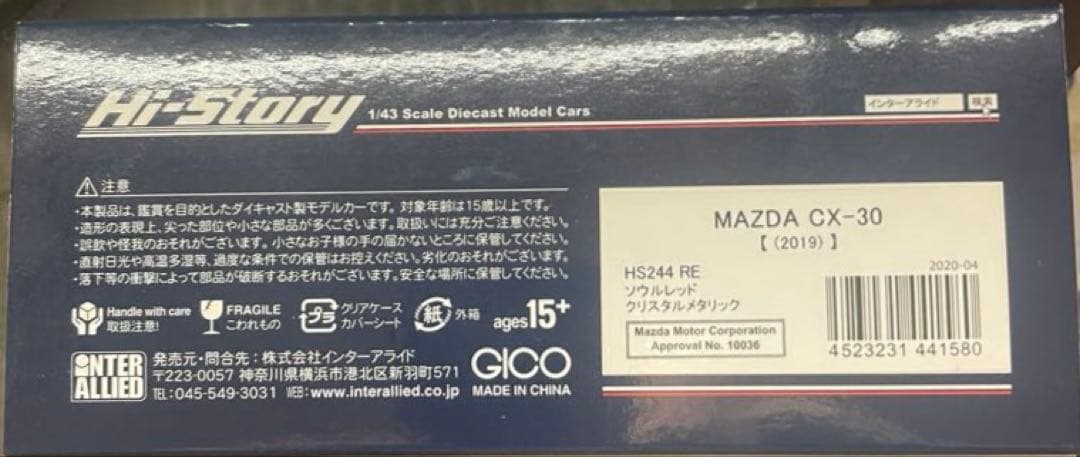 Hi-Story 1/43 Scale Diecast Model Cars
インターアライド 検索
注意
・本製品は、鑑賞を目的としたダイキャスト製モデルカーです。対象年齢は15歳以上です。
・造形の表現上、尖った部位や小さな部品が多くございます。取扱いには充分ご注意ください。
・誤飲や怪我のおそれがございます。小さなお子様の手の届かないところに保管してください。
・直射日光や高温多湿等、過度な条件での保管はお控えください。劣化のおそれがございます。
・落下等の衝撃によって部品が破断するおそれがございます。安全な場所に保管してください。
Handle with care
取扱注意!
FRAGILE
こわれもの
プラ
クリアケース
カバーシート
紙 外箱
ages15+
INTER
ALLIED
発売元・問合先：株式会社インターアライド
〒223-0057 神奈川県横浜市港北区新羽町571
TEL:045-549-3031 WEB:www.interallied.co.jp
GICO
MADE IN CHINA
MAZDA CX-30
【（2019）】
2020-04
HS244 RE
ソウルレッド
クリスタルメタリック
Mazda Motor Corporation
Approval No. 10036
4523231 441580